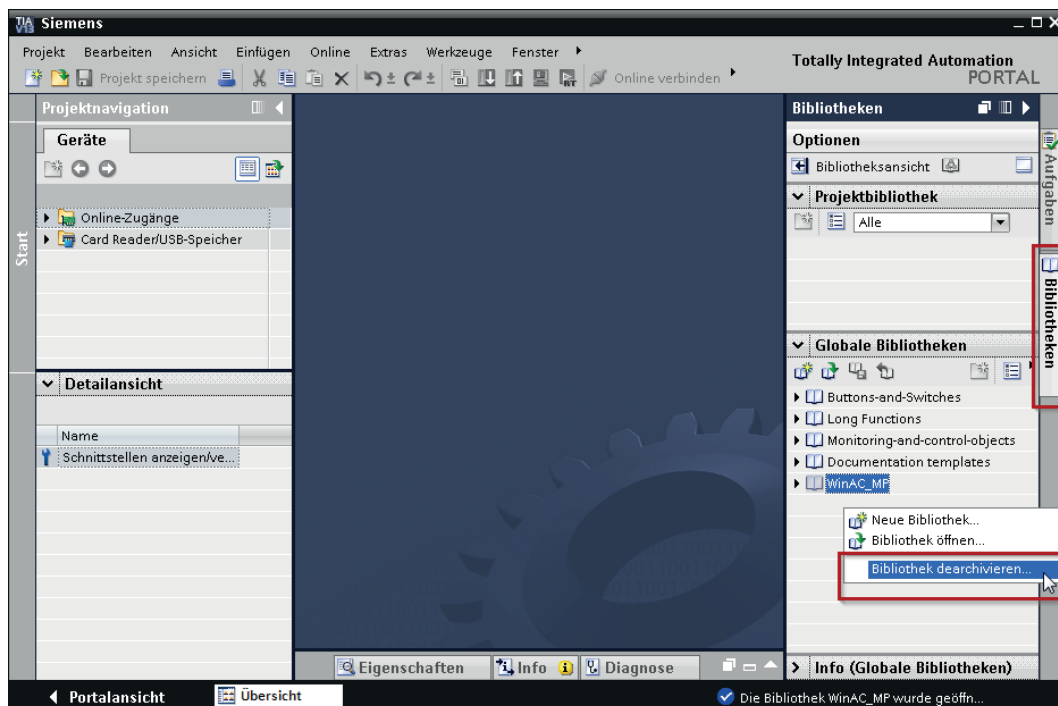 TIA V13 Siemens
Projekt Bearbeiten Ansicht Einfügen Online Extras Werkzeuge Fenster
Totally Integrated Automation
PORTAL
Projekt speichern
Online verbinden
Projektnavigation
Geräte
Online-Zugänge
Card Reader/USB-Speicher
Start
Detailansicht
Name
Schnittstellen anzeigen/ve...
Bibliotheken
Optionen
Bibliotheksansicht
Projektbibliothek
Alle
Globale Bibliotheken
Buttons-and-Switches
Long Functions
Monitoring-and-control-objects
Documentation templates
WinAC_MP
Neue Bibliothek...
Bibliothek öffnen...
Bibliothek dearchivieren...
Info (Globale Bibliotheken)
Aufgaben
Bibliotheken
Eigenschaften Info Diagnose
Portalansicht Übersicht
Die Bibliothek WinAC_MP wurde geöffn...